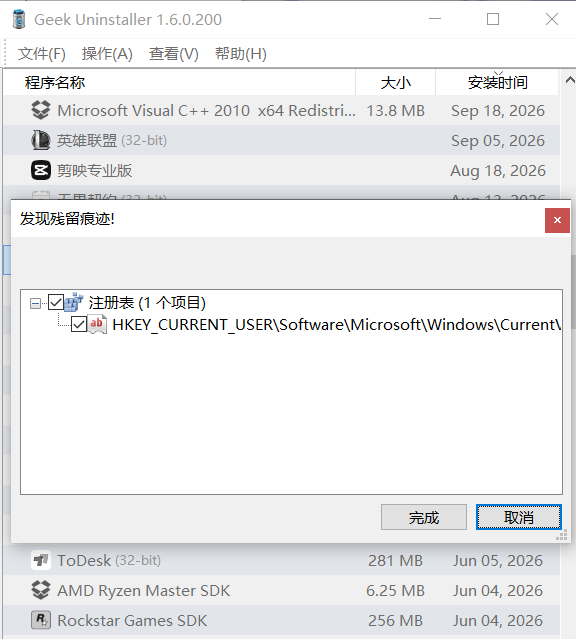 Geek Uninstaller 1.6.0.200
文件(F) 操作(A) 查看(V) 帮助(H)
程序名称 大小 安装时间
Microsoft Visual C++ 2010 x64 Redistri... 13.8 MB Sep 18, 2026
英雄联盟 (32-bit) Sep 05, 2026
剪映专业版 Aug 18, 2026
发现残留痕迹!
注册表 (1 个项目)
ab
HKEY_CURRENT_USER\Software\Microsoft\Windows\Current\
完成 取消
ToDesk (32-bit) 281 MB Jun 05, 2026
AMD Ryzen Master SDK 6.25 MB Jun 04, 2026
Rockstar Games SDK 256 MB Jun 04, 2026